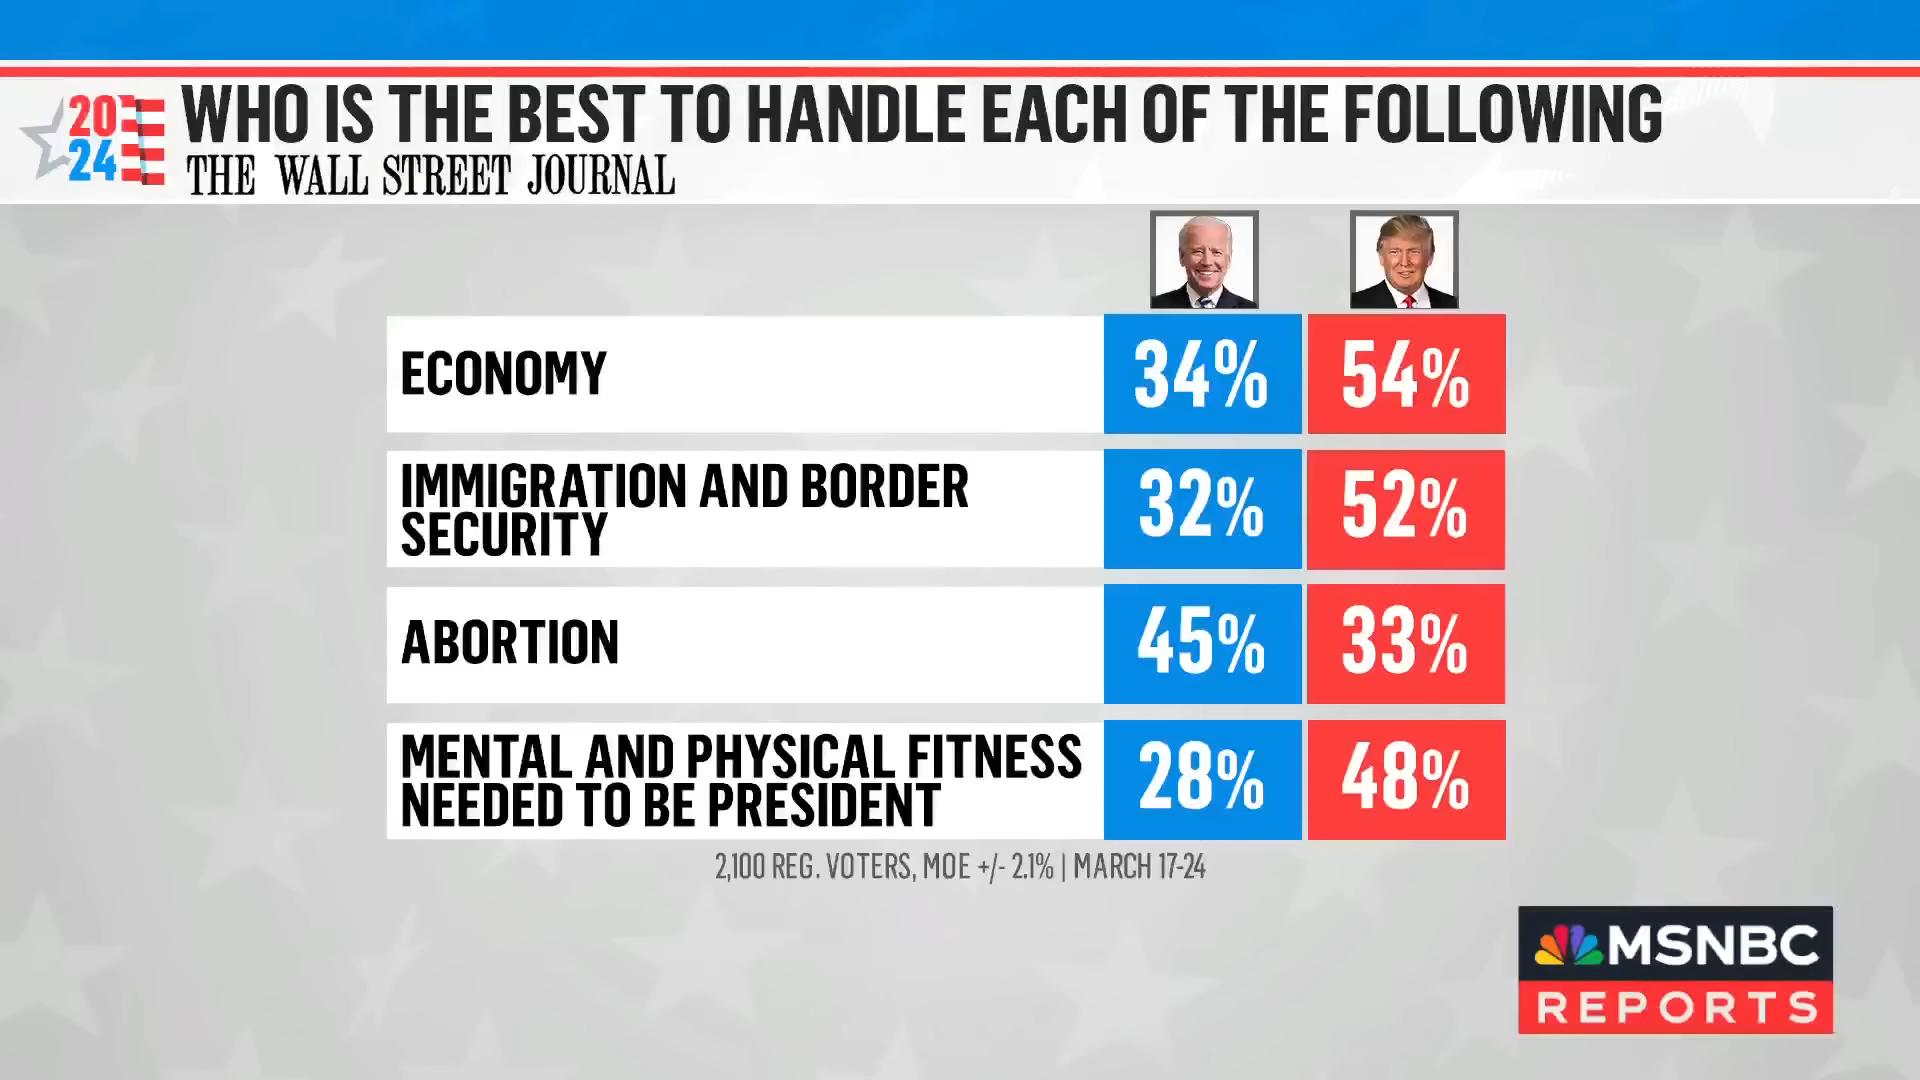 20
24
WHO IS THE BEST TO HANDLE EACH OF THE FOLLOWING
THE WALL STREET JOURNAL
ECONOMY
34%
54%
IMMIGRATION AND BORDER
SECURITY
32%
52%
ABORTION
45%
33%
MENTAL AND PHYSICAL FITNESS
NEEDED TO BE PRESIDENT
28%
48%
2,100 REG. VOTERS, MOE +/- 2.1% | MARCH 17-24
MSNBC
REPORTS